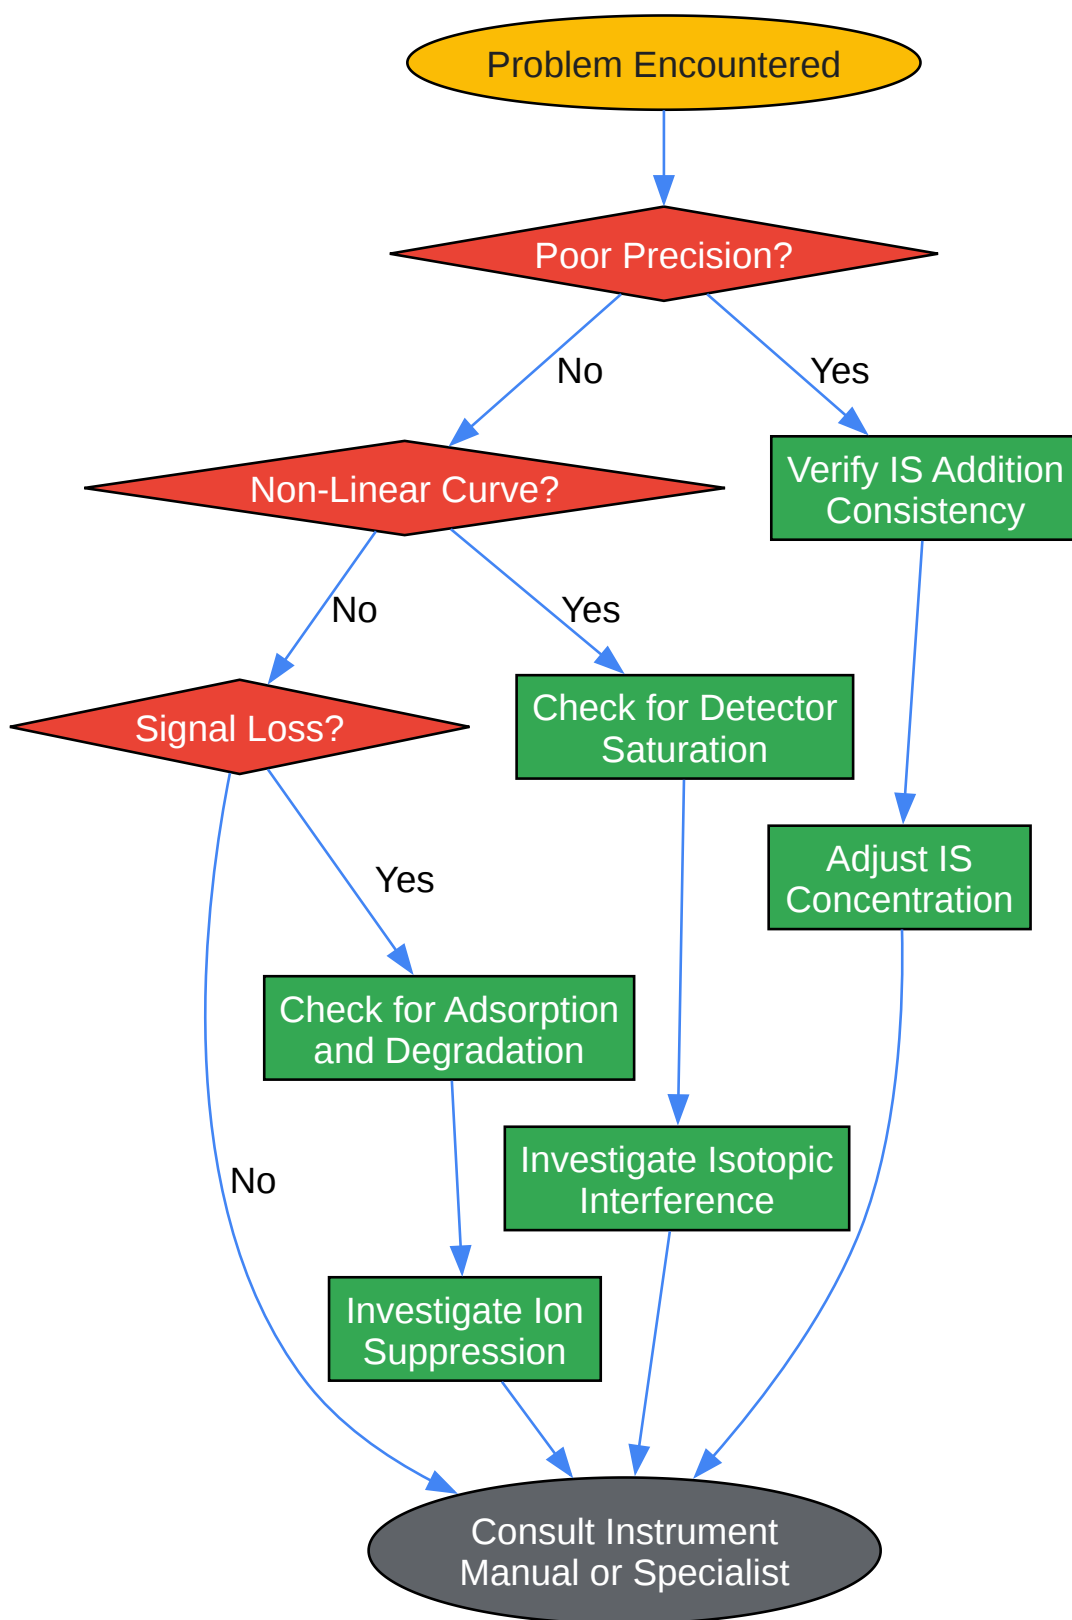 Problem Encountered
Poor Precision?
No
Yes
Non-Linear Curve?
Verify IS Addition
Consistency
No
Yes
Signal Loss?
Check for Detector
Saturation
Yes
Adjust IS
Concentration
Check for Adsorption
and Degradation
No
Investigate Isotopic
Interference
Investigate Ion
Suppression
Consult Instrument
Manual or Specialist